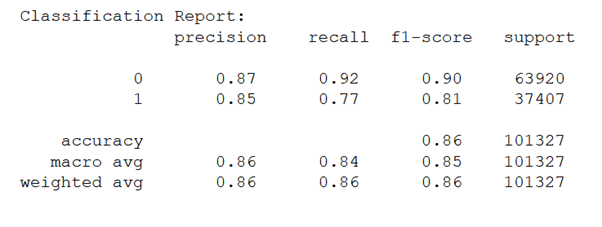 Classification Report:
precision recall f1-score support
0 0.87 0.92 0.90 63920
1 0.85 0.77 0.81 37407
accuracy 0.86 101327
macro avg 0.86 0.84 0.85 101327
weighted avg 0.86 0.86 0.86 101327